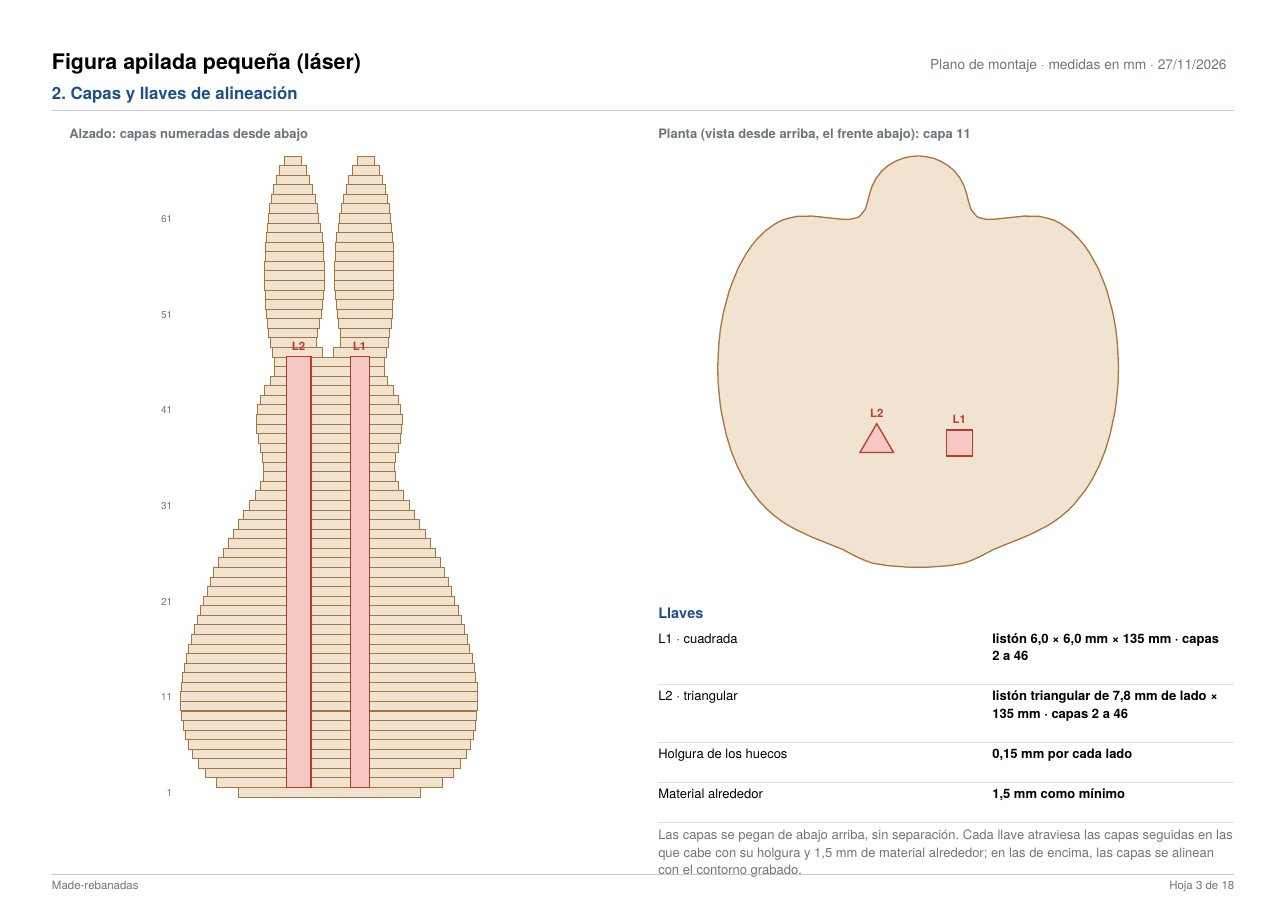 Figura apilada pequeña (láser)
Plano de montaje · medidas en mm · 27/11/2026
2. Capas y llaves de alineación
Alzado: capas numeradas desde abajo
61
51
41
31
21
11
1
L2
L1
Planta (vista desde arriba, el frente abajo): capa 11
L2
L1
Llaves
L1 · cuadrada
listón 6,0 × 6,0 mm × 135 mm · capas
2 a 46
L2 · triangular
listón triangular de 7,8 mm de lado ×
135 mm · capas 2 a 46
Holgura de los huecos
0,15 mm por cada lado
Material alrededor
1,5 mm como mínimo
Las capas se pegan de abajo arriba, sin separación. Cada llave atraviesa las capas seguidas en las
que cabe con su holgura y 1,5 mm de material alrededor; en las de encima, las capas se alinean
con el contorno grabado.
Made-rebanadas
Hoja 3 de 18